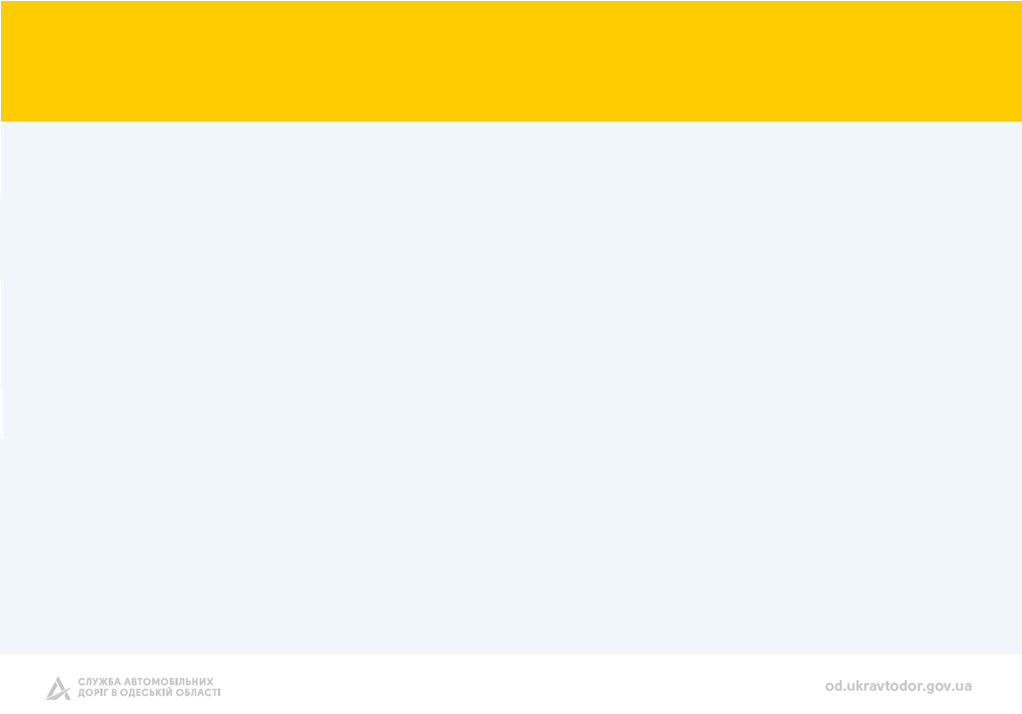 СЛУЖБА АВТОМОБІЛЬНИХ
ДОРІГ В ОДЕСЬКІЙ ОБЛАСТІ
od.ukravtodor.gov.ua